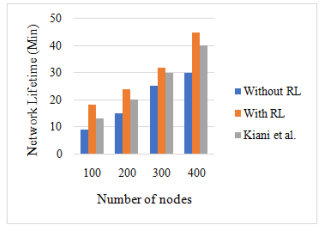 50
40
30
20
10
0
Network Lifetime (Min)
100 200 300 400
Number of nodes
Without RL
With RL
Kiani et al.